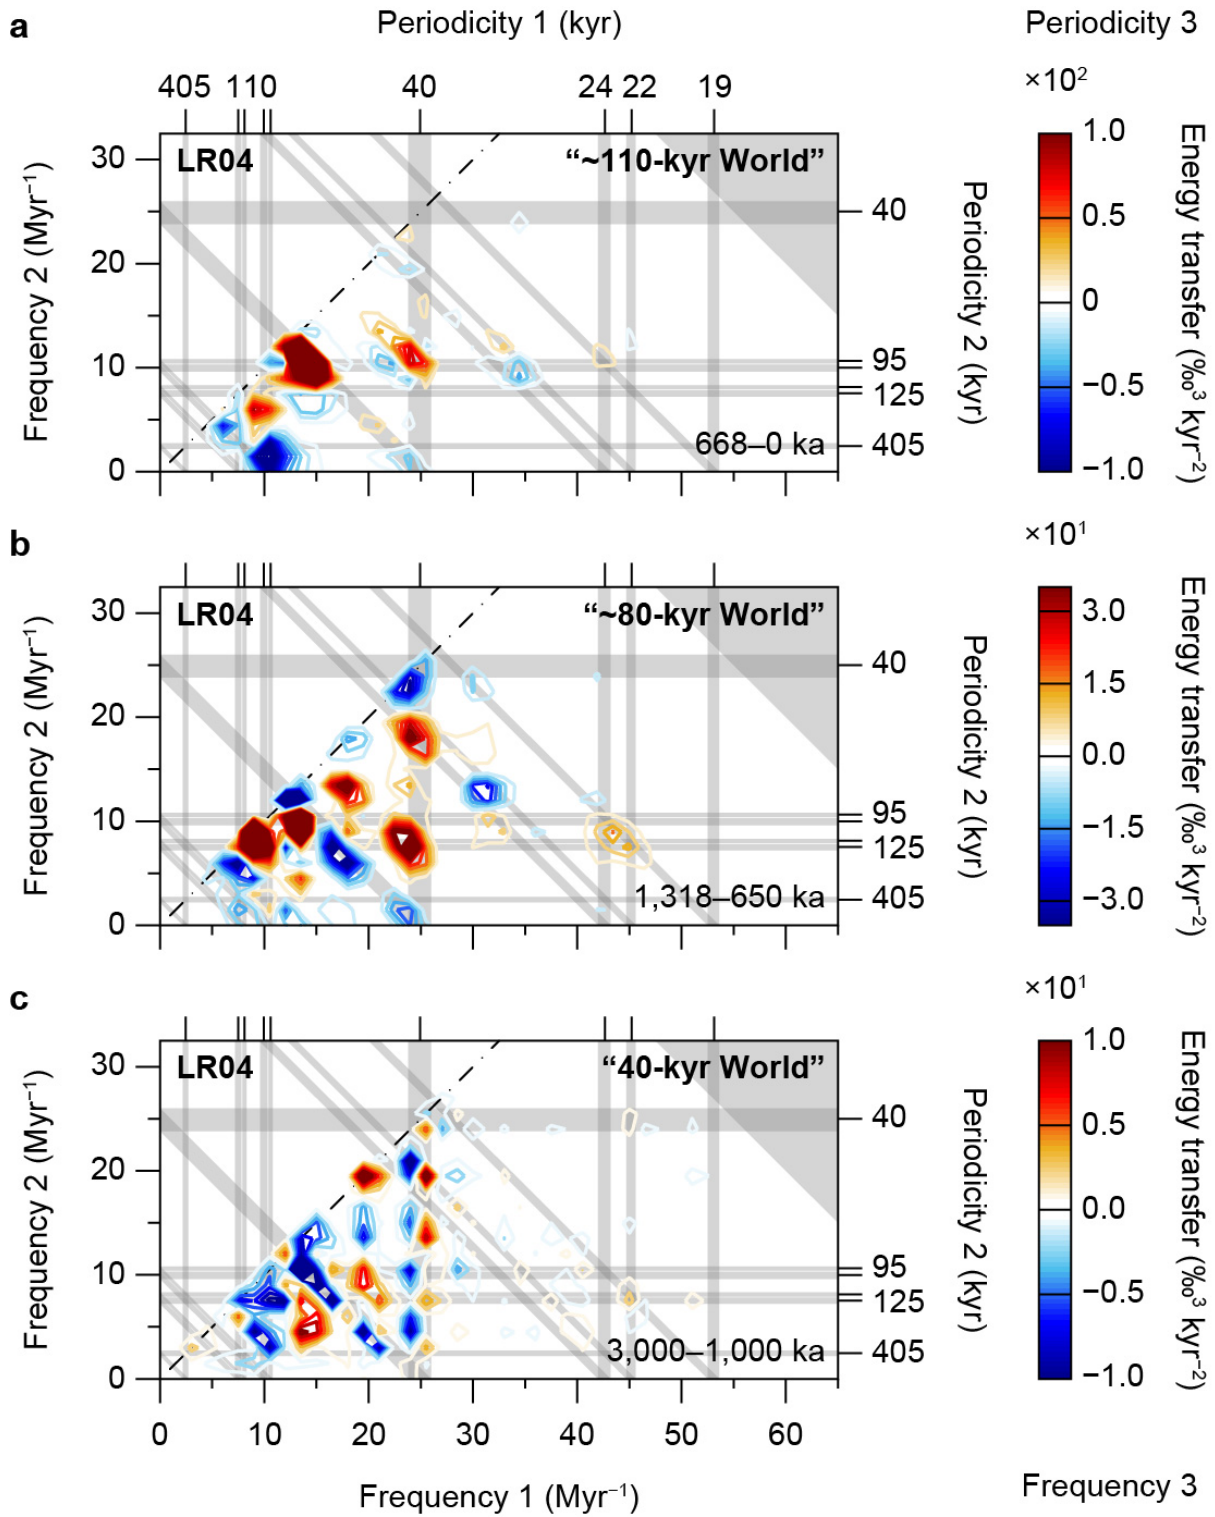 a
Periodicity 1 (kyr)
Periodicity 3
405 110 40 24 22 19
×10²
LR04
“~110-kyr World”
30
20
10
0
Frequency 2 (Myr⁻¹)
40
95
125
405
Periodicity 2 (kyr)
668–0 ka
1.0
0.5
0
−0.5
−1.0
Energy transfer (‰³ kyr⁻²)
b
×10¹
LR04
“~80-kyr World”
30
20
10
0
Frequency 2 (Myr⁻¹)
40
95
125
405
Periodicity 2 (kyr)
1,318–650 ka
3.0
1.5
0.0
−1.5
−3.0
Energy transfer (‰³ kyr⁻²)
c
×10¹
LR04
“40-kyr World”
30
20
10
0
Frequency 2 (Myr⁻¹)
40
95
125
405
Periodicity 2 (kyr)
3,000–1,000 ka
1.0
0.5
0.0
−0.5
−1.0
Energy transfer (‰³ kyr⁻²)
0 10 20 30 40 50 60
Frequency 1 (Myr⁻¹)
Frequency 3